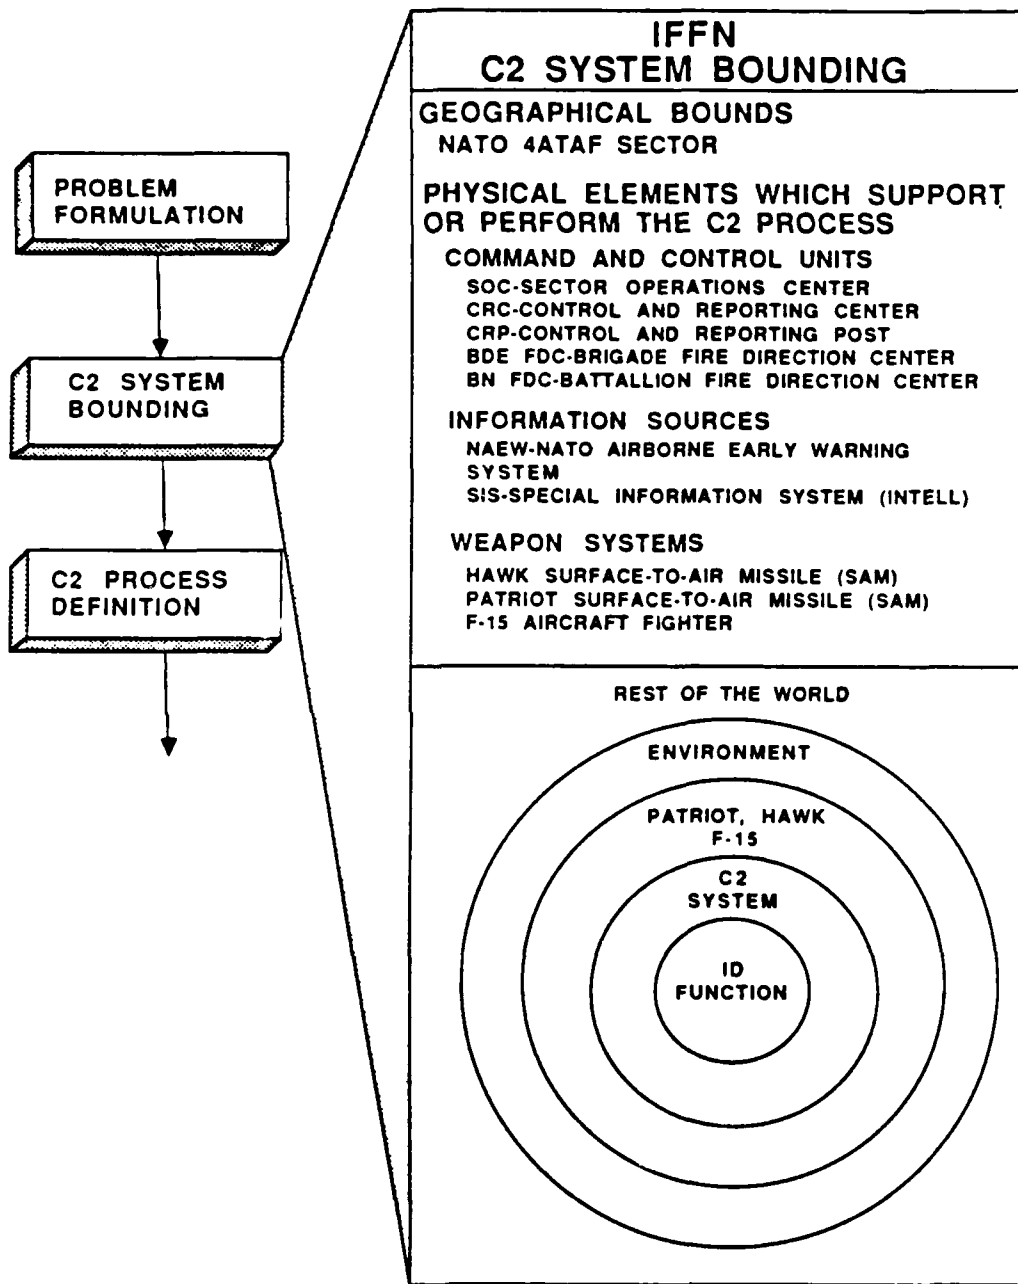 PROBLEM
FORMULATION
C2 SYSTEM
BOUNDING
C2 PROCESS
DEFINITION
IFFN
C2 SYSTEM BOUNDING
GEOGRAPHICAL BOUNDS
NATO 4ATAF SECTOR
PHYSICAL ELEMENTS WHICH SUPPORT
OR PERFORM THE C2 PROCESS
COMMAND AND CONTROL UNITS
SOC-SECTOR OPERATIONS CENTER
CRC-CONTROL AND REPORTING CENTER
CRP-CONTROL AND REPORTING POST
BDE FDC-BRIGADE FIRE DIRECTION CENTER
BN FDC-BATTALLION FIRE DIRECTION CENTER
INFORMATION SOURCES
NAEW-NATO AIRBORNE EARLY WARNING
SYSTEM
SIS-SPECIAL INFORMATION SYSTEM (INTELL)
WEAPON SYSTEMS
HAWK SURFACE-TO-AIR MISSILE (SAM)
PATRIOT SURFACE-TO-AIR MISSILE (SAM)
F-15 AIRCRAFT FIGHTER
REST OF THE WORLD
ENVIRONMENT
PATRIOT, HAWK
F-15
C2
SYSTEM
ID
FUNCTION